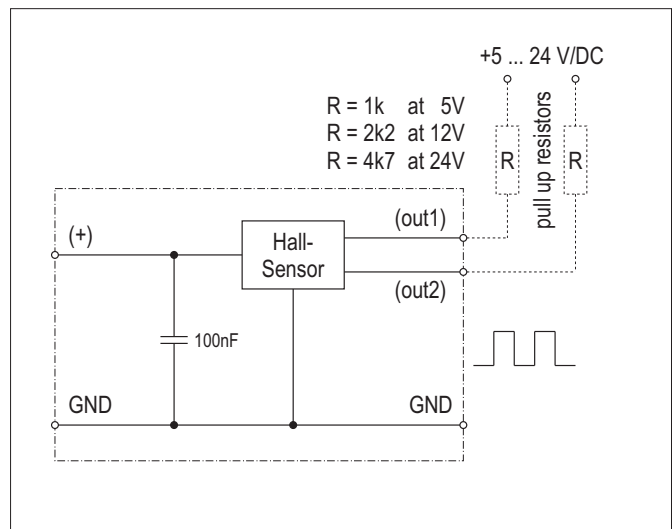 +5 ... 24 V/DC
R = 1k at 5V
R = 2k2 at 12V
R = 4k7 at 24V
R
R
pull up resistors
(+)
Hall-
Sensor
(out1)
(out2)
100nF
GND
GND